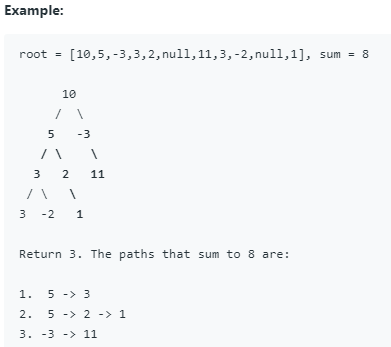 Example:
root = [10,5,-3,3,2,null,11,3,-2,null,1], sum = 8
10
/ \
5 -3
/ \ \
3 2 11
/ \ \
3 -2 1
Return 3. The paths that sum to 8 are:
1. 5 -> 3
2. 5 -> 2 -> 1
3. -3 -> 11